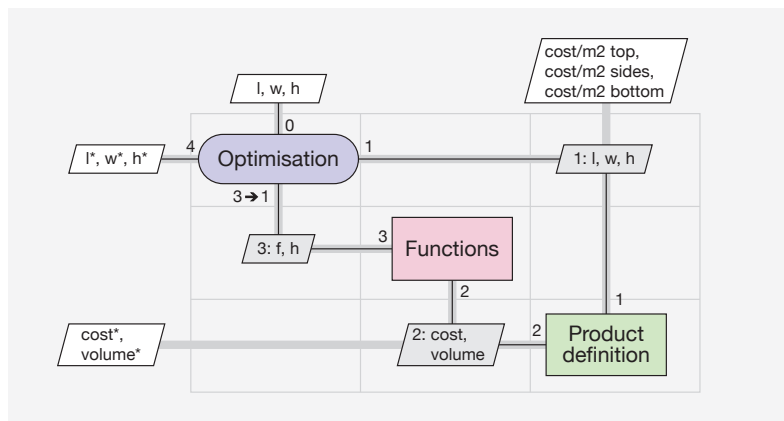 cost/m2 top,
cost/m2 sides,
cost/m2 bottom
l, w, h
0
4
l*, w*, h*
Optimisation
1
1: l, w, h
3➔1
3: f, h
3
Functions
2
1
cost*,
volume*
2: cost,
volume
2
Product
definition